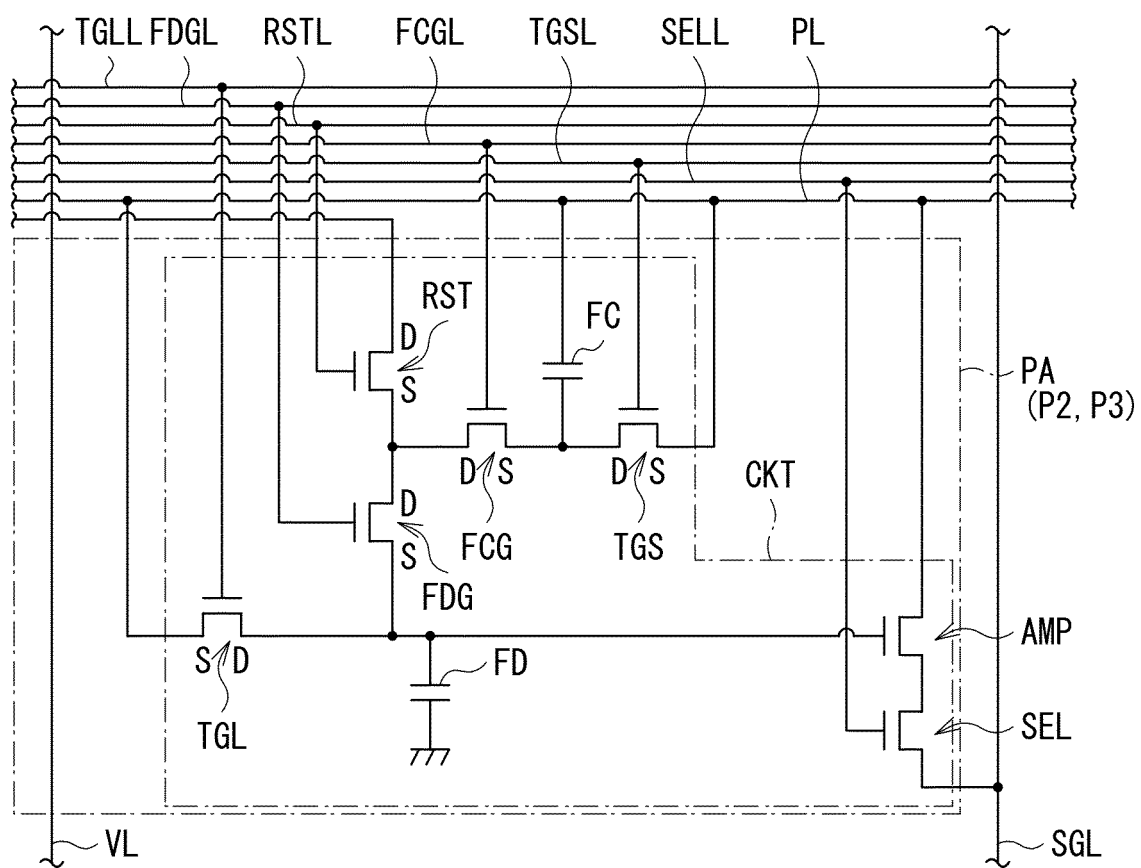 TGLL FDGL RSTL FCGL TGSL SELL PL
RST
D
S
FC
PA
(P2, P3)
D S
D S
CKT
D
S
FCG
TGS
FDG
S D
TGL
FD
AMP
SEL
VL
SGL